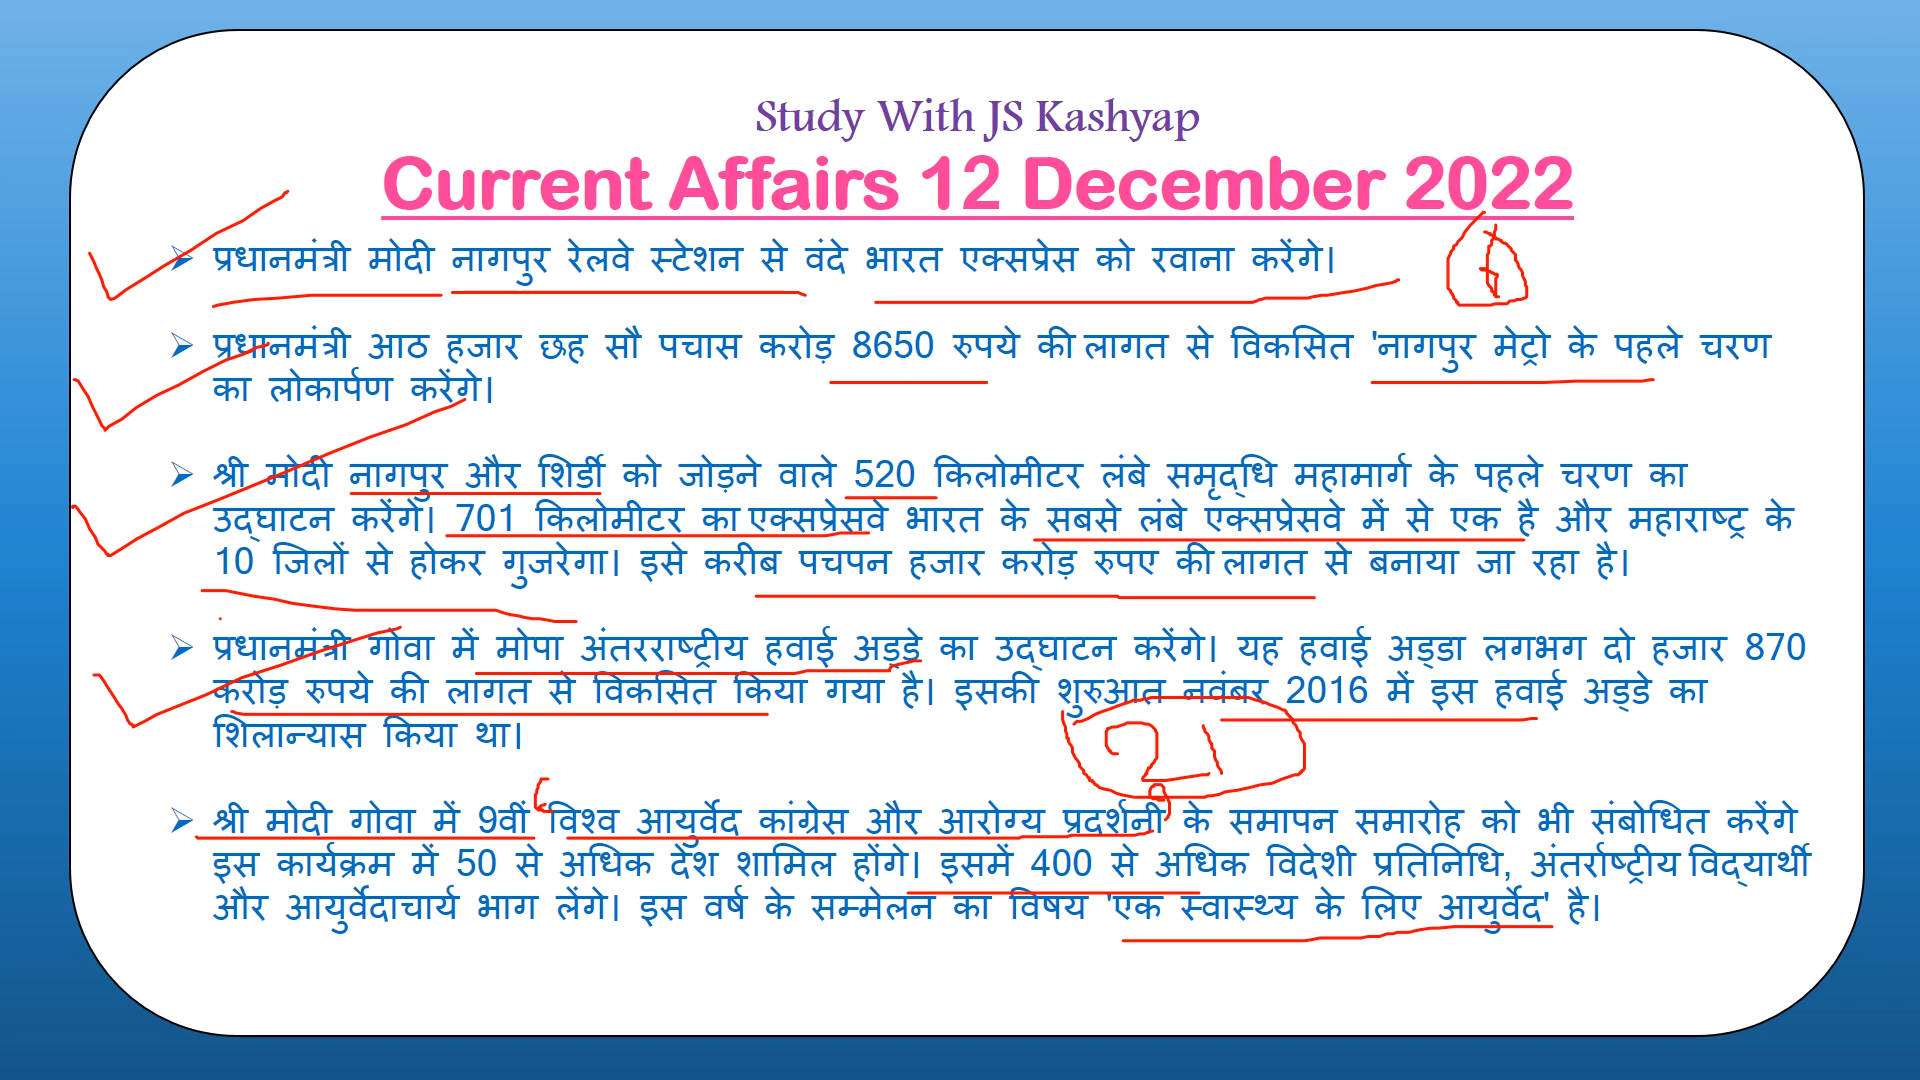 Study With JS Kashyap
Current Affairs 12 December 2022
प्रधानमंत्री मोदी नागपुर रेलवे स्टेशन से वंदे भारत एक्सप्रेस को रवाना करेंगे।
प्रधानमंत्री आठ हजार छह सौ पचास करोड़ 8650 रुपये की लागत से विकसित 'नागपुर मेट्रो के पहले चरण
का लोकार्पण करेंगे।
श्री मोदी नागपुर और शिर्डी को जोड़ने वाले 520 किलोमीटर लंबे समृद्धि महामार्ग के पहले चरण का
उद्घाटन करेंगे। 701 किलोमीटर का एक्सप्रेसवे भारत के सबसे लंबे एक्सप्रेसवे में से एक है और महाराष्ट्र के
10 जिलों से होकर गुजरेगा। इसे करीब पचपन हजार करोड़ रुपए की लागत से बनाया जा रहा है।
प्रधानमंत्री गोवा में मोपा अंतरराष्ट्रीय हवाई अड्डे का उद्घाटन करेंगे। यह हवाई अड्डा लगभग दो हजार 870
करोड़ रुपये की लागत से विकसित किया गया है। इसकी शुरुआत नवंबर 2016 में इस हवाई अड्डे का
शिलान्यास किया था।
21
श्री मोदी गोवा में 9वीं विश्व आयुर्वेद कांग्रेस और आरोग्य प्रदर्शनी के समापन समारोह को भी संबोधित करेंगे
इस कार्यक्रम में 50 से अधिक देश शामिल होंगे। इसमें 400 से अधिक विदेशी प्रतिनिधि, अंतर्राष्ट्रीय विद्यार्थी
और आयुर्वेदाचार्य भाग लेंगे। इस वर्ष के सम्मेलन का विषय 'एक स्वास्थ्य के लिए आयुर्वेद' है।